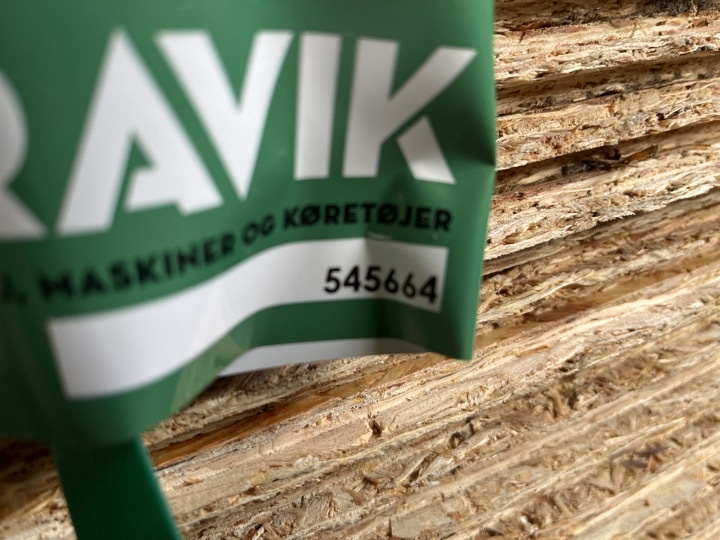 RAVIK
J, MASKINER OG KØRETØJER
545664